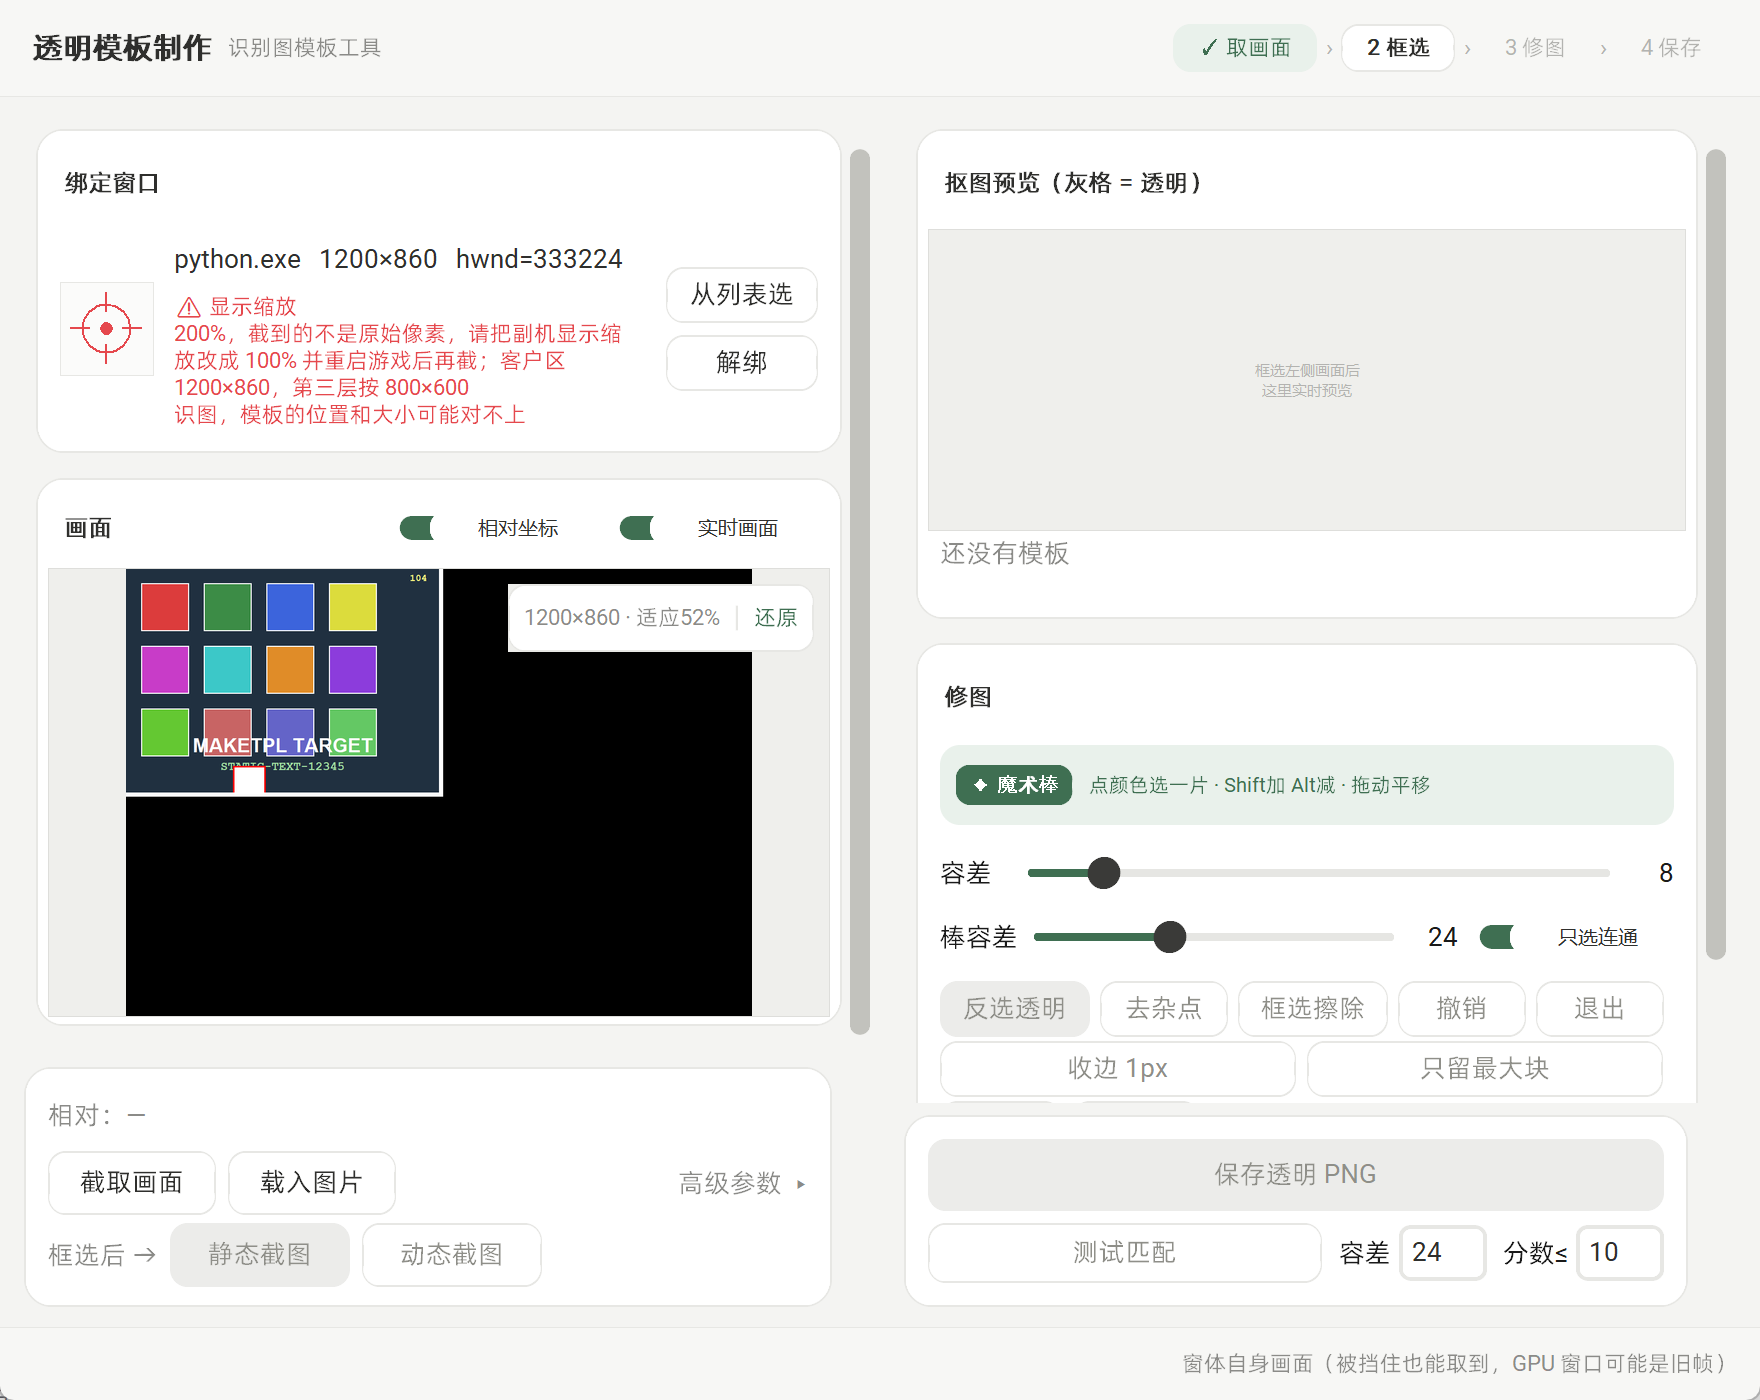 透明模板制作 识别图模板工具
✓ 取画面 › 2 框选 › 3 修图 › 4 保存
绑定窗口
python.exe 1200×860 hwnd=333224
⚠ 显示缩放
200%，截到的不是原始像素，请把副机显示缩
放改成 100% 并重启游戏后再截；客户区
1200×860，第三层按 800×600
识图，模板的位置和大小可能对不上
从列表选
解绑
画面
相对坐标
实时画面
104
1200×860 · 适应52%
还原
MAKETPL TARGET
STATIC-TEXT-12345
相对：—
截取画面
载入图片
高级参数 ▸
框选后 →
静态截图
动态截图
抠图预览（灰格 = 透明）
框选左侧画面后
这里实时预览
还没有模板
修图
✦ 魔术棒
点颜色选一片 · Shift加 Alt减 · 拖动平移
容差 8
棒容差 24 只选连通
反选透明
去杂点
框选擦除
撤销
退出
收边 1px
只留最大块
保存透明 PNG
测试匹配
容差 24
分数≤ 10
窗体自身画面（被挡住也能取到，GPU 窗口可能是旧帧）